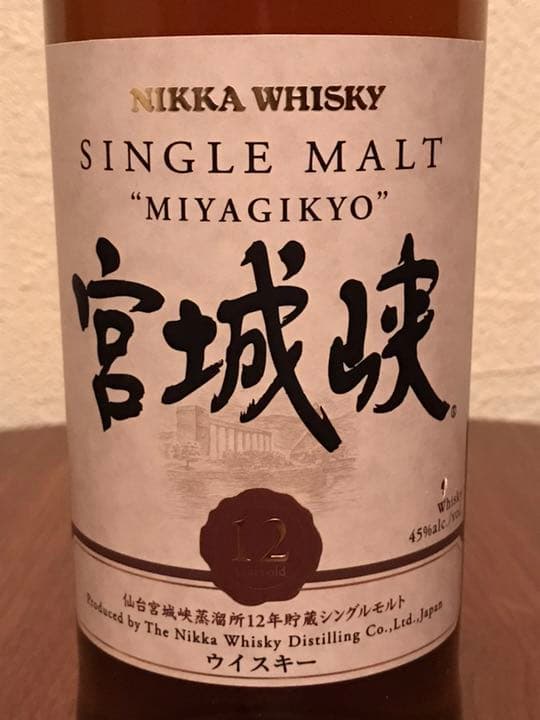 NIKKA WHISKY
SINGLE MALT
“MIYAGIKYO”
宮城峡
®
Whisky
45%alc./vol
12
years old
仙台宮城峡蒸溜所12年貯蔵シングルモルト
Produced by The Nikka Whisky Distilling Co.,Ltd.,Japan
ウイスキー